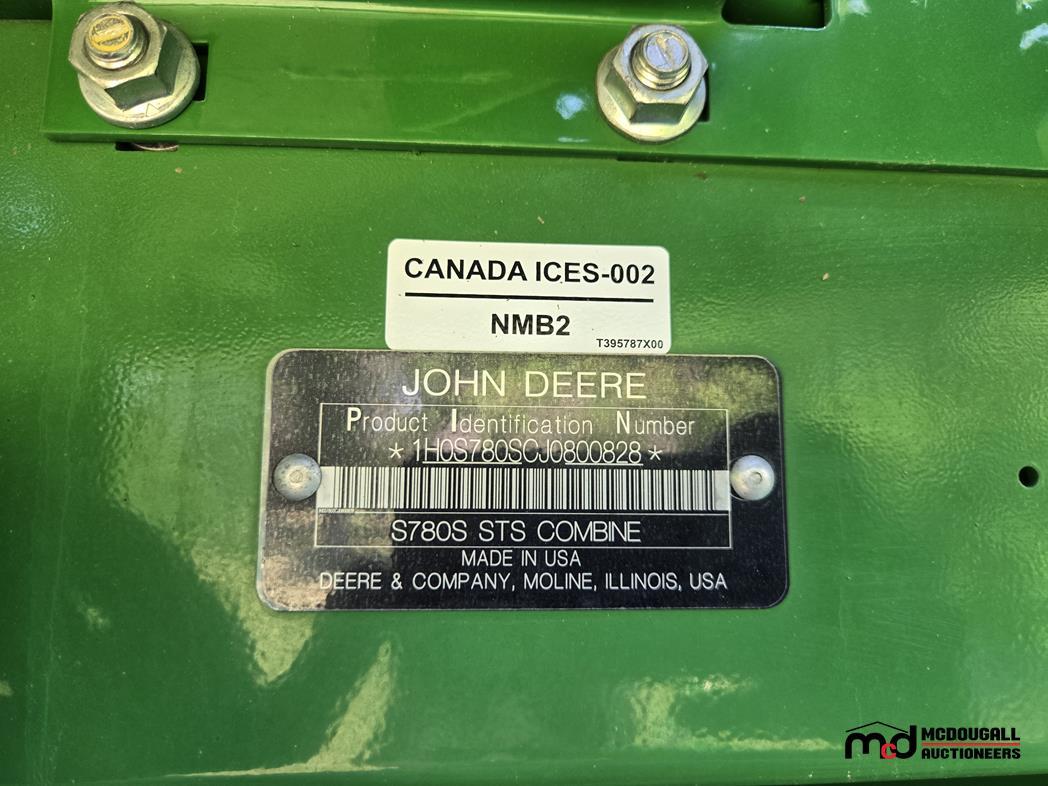 CANADA ICES-002
NMB2
T395787X00
JOHN DEERE
Product Identification Number
*1H0S780SCJ0800828*
S780S STS COMBINE
MADE IN USA
DEERE & COMPANY, MOLINE, ILLINOIS, USA
mcd MCDOUGALL
AUCTIONEERS